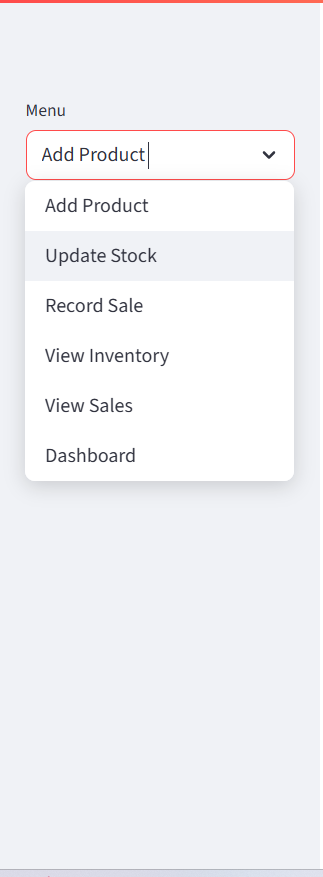 Menu
Add Product
Add Product
Update Stock
Record Sale
View Inventory
View Sales
Dashboard